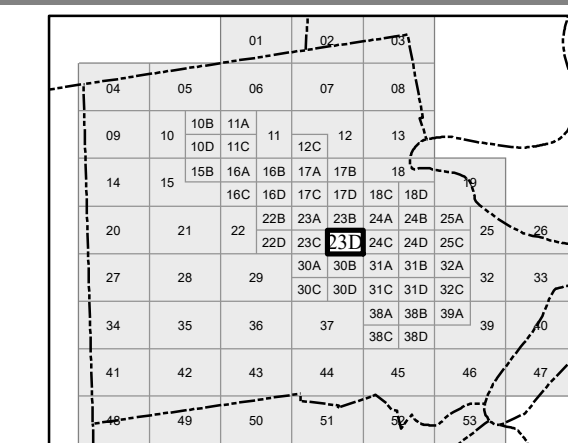 01 02 03
04 05 06 07 08
10B 11A
09 10 11 12 13
10D 11C 12C
15B 16A 16B 17A 17B 18
14 15 19
16C 16D 17C 17D 18C 18D
22B 23A 23B 24A 24B 25A
20 21 22 25 26
22D 23C 23D 24C 24D 25C
30A 30B 31A 31B 32A
27 28 29 32 33
30C 30D 31C 31D 32C
38A 38B 39A
34 35 36 37 39 40
38C 38D
41 42 43 44 45 46 47
48 49 50 51 52 53